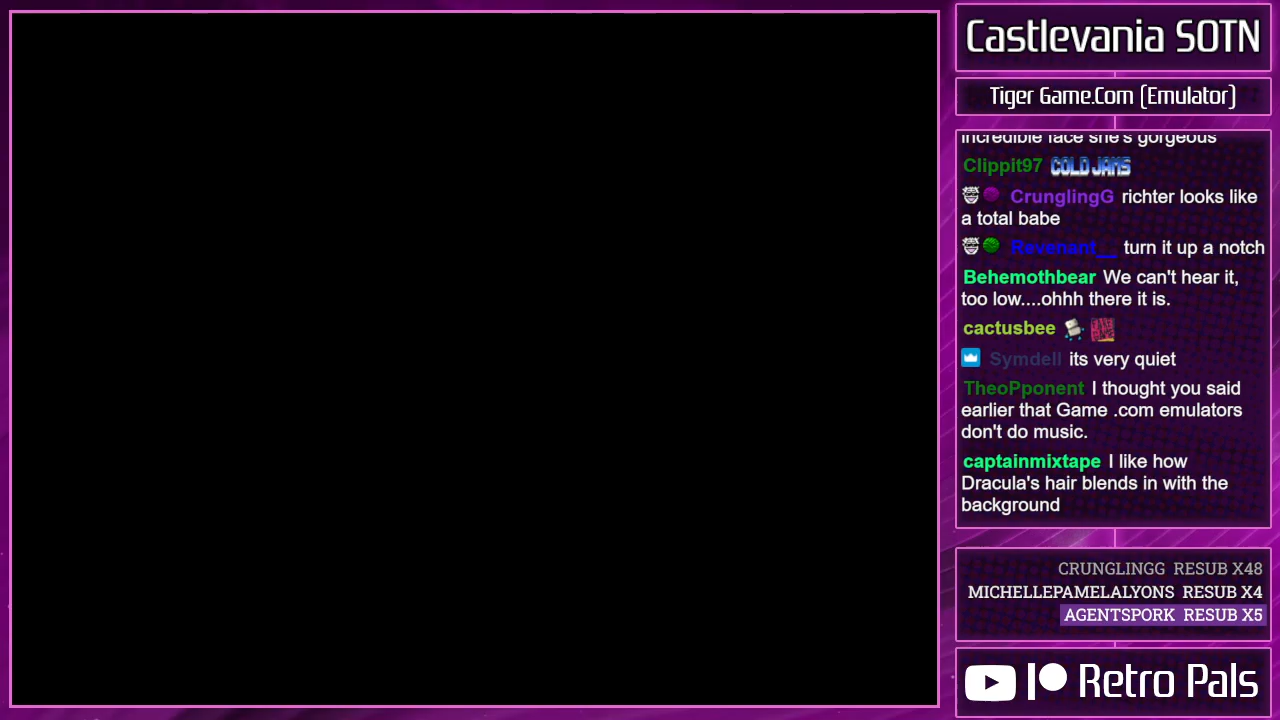 Castlevania SOTN
Tiger Game.Com (Emulator)
incredible face she's gorgeous
Clippit97 COLD JAMS
CrunglingG richter looks like
a total babe
Revenant__ turn it up a notch
Behemothbear We can't hear it,
too low....ohhh there it is.
cactusbee
Symdell its very quiet
TheoPponent I thought you said
earlier that Game .com emulators
don't do music.
captainmixtape I like how
Dracula's hair blends in with the
background
CRUNGLINGG RESUB X48
MICHELLEPAMELALYONS RESUB X4
AGENTSPORK RESUB X5
Retro Pals